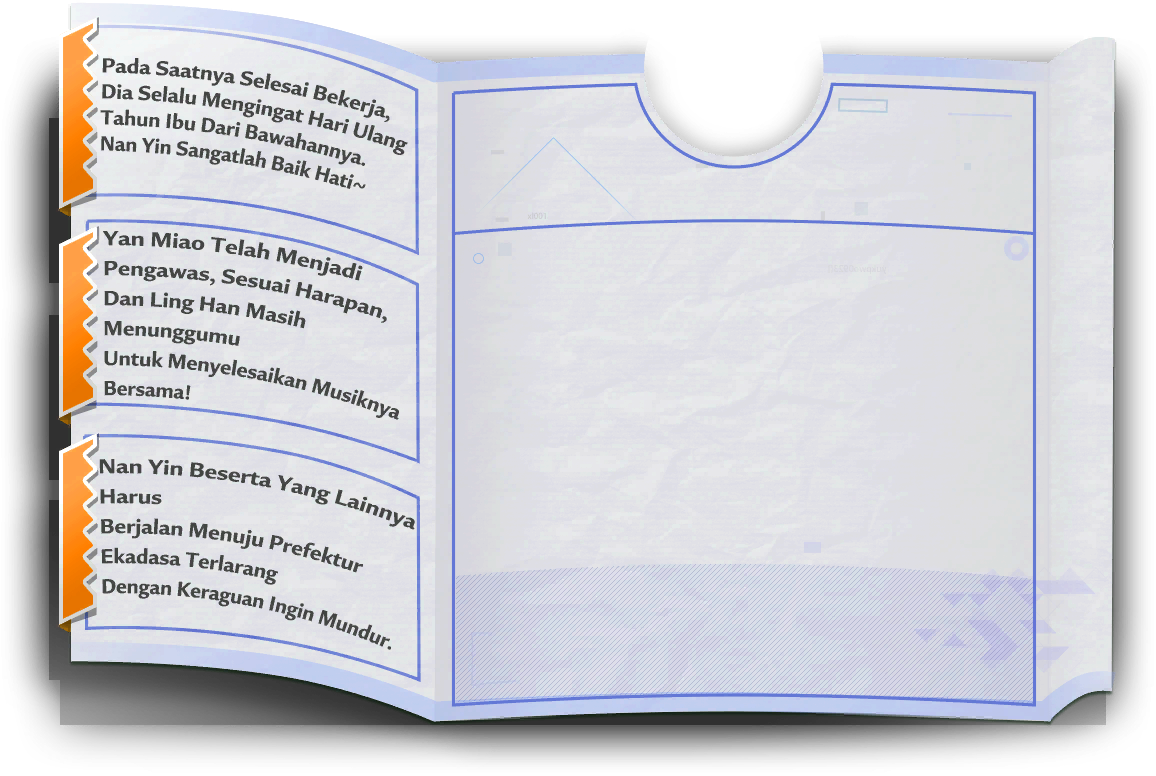 Pada Saatnya Selesai Bekerja,
Dia Selalu Mengingat Hari Ulang
Tahun Ibu Dari Bawahannya.
Nan Yin Sangatlah Baik Hati~
Yan Miao Telah Menjadi
Pengawas, Sesuai Harapan,
Dan Ling Han Masih
Menunggumu
Untuk Menyelesaikan Musiknya
Bersama!
Nan Yin Beserta Yang Lainnya
Harus
Berjalan Menuju Prefektur
Ekadasa Terlarang
Dengan Keraguan Ingin Mundur.